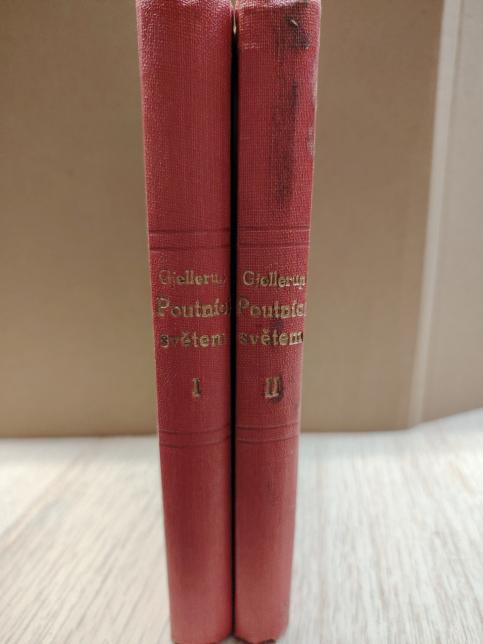 Gjellerup
Poutníci
světem
I
Gjellerup
Poutníci
světem
II